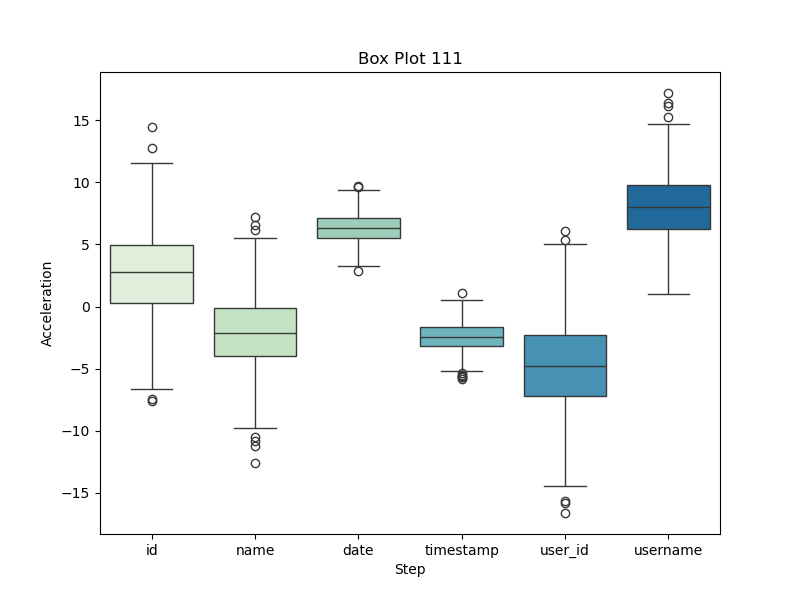 Box Plot 111
Acceleration
15
10
5
0
−5
−10
−15
id name date timestamp user_id username
Step